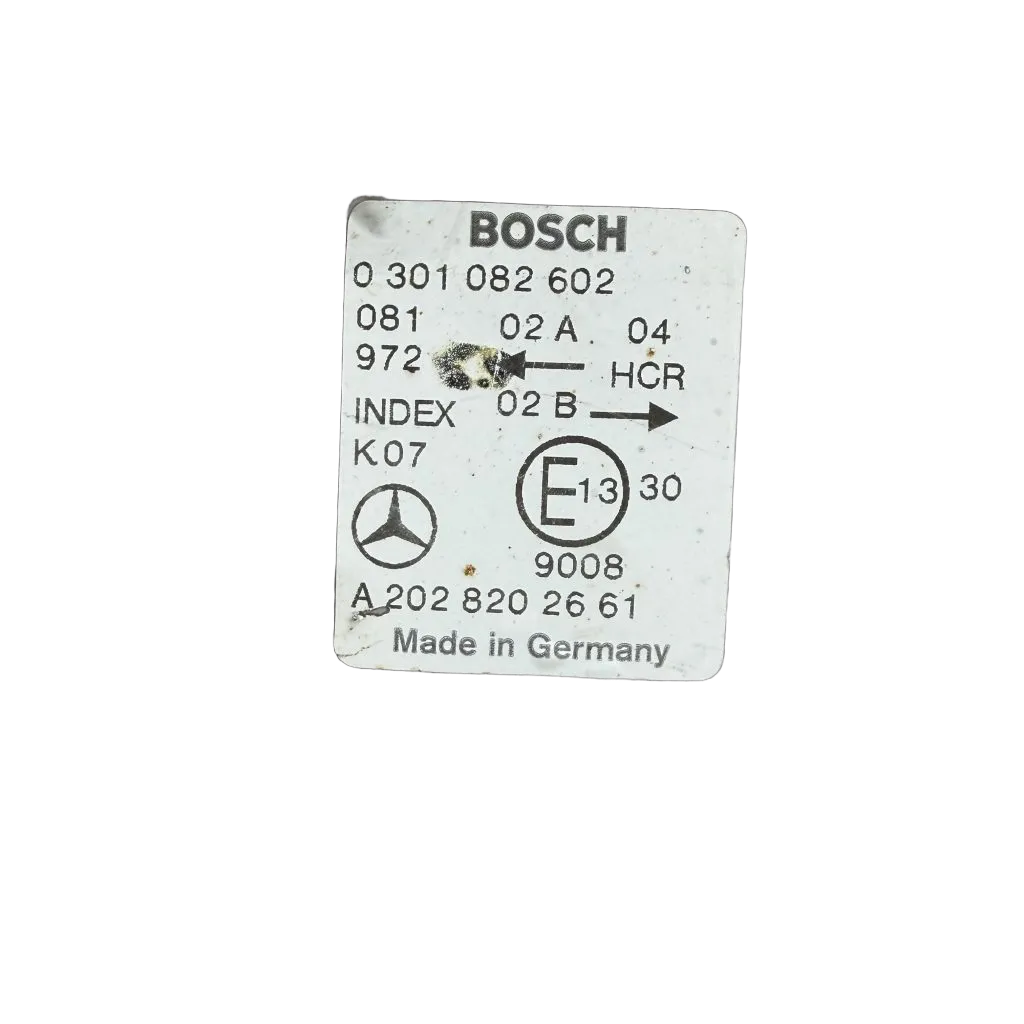 BOSCH
0 301 082 602
081 02 A 04
972 HCR
INDEX 02 B
K07
E13 30
9008
A 202 820 26 61
Made in Germany